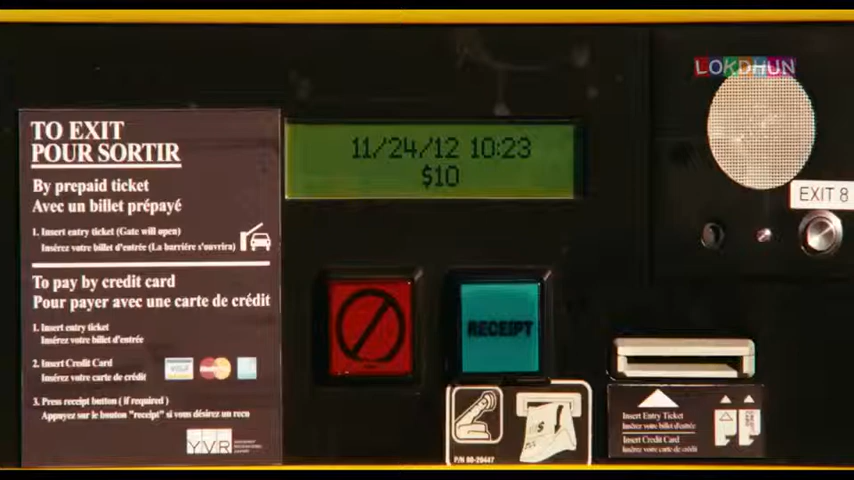 LOKDHUN
TO EXIT
POUR SORTIR
By prepaid ticket
Avec un billet prépayé
1. Insert entry ticket (Gate will open)
Insérez votre billet d'entrée (La barrière s'ouvrira)
To pay by credit card
Pour payer avec une carte de crédit
1. Insert entry ticket
Insérez votre billet d'entrée
2. Insert Credit Card
Insérez votre carte de crédit
3. Press receipt button (if required)
Appuyez sur le bouton "receipt" si vous désirez un recu
YVR
11/24/12 10:23
$10
RECEIPT
P/N 80-20447
EXIT 8
Insert Entry Ticket
Insérez votre billet d'entrée
Insert Credit Card
Insérez votre carte de crédit